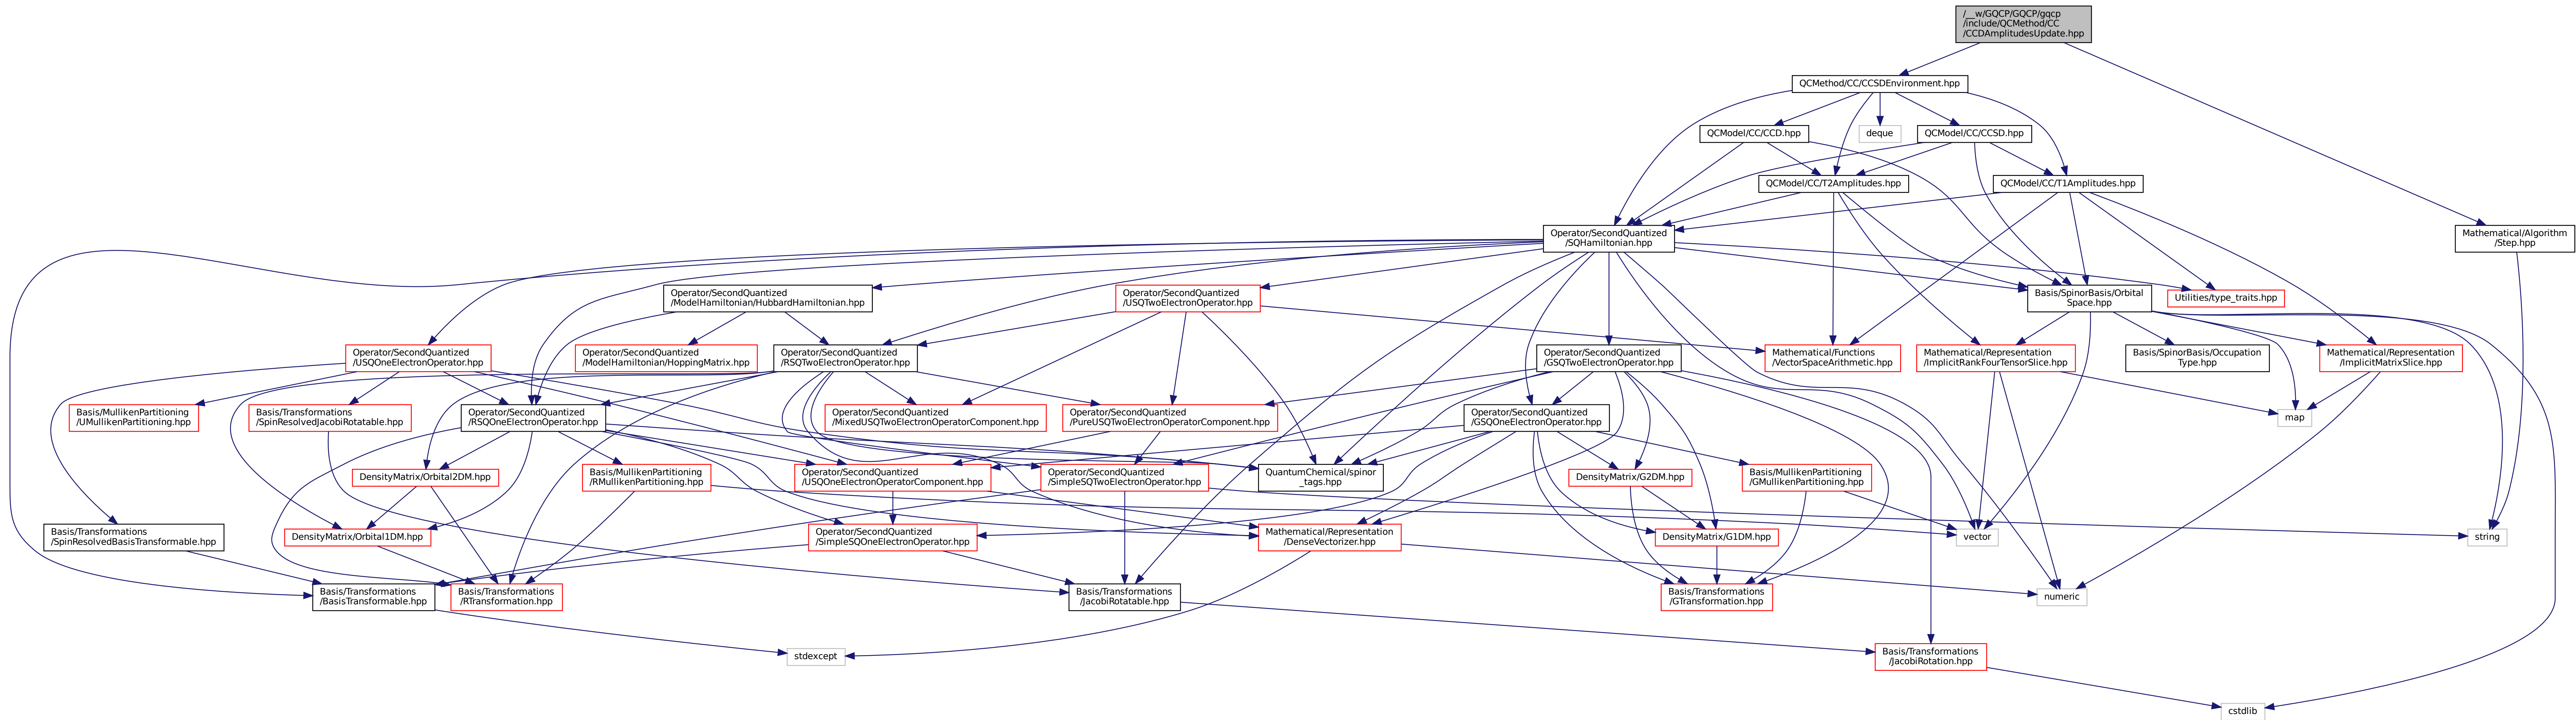 /__w/GQCP/GQCP/gqcp
/include/QCMethod/CC
/CCDAmplitudesUpdate.hpp
QCMethod/CC/CCSDEnvironment.hpp
QCModel/CC/CCD.hpp
deque
QCModel/CC/CCSD.hpp
QCModel/CC/T2Amplitudes.hpp
QCModel/CC/T1Amplitudes.hpp
Operator/SecondQuantized
/SQHamiltonian.hpp
Mathematical/Algorithm
/Step.hpp
Operator/SecondQuantized
/ModelHamiltonian/HubbardHamiltonian.hpp
Operator/SecondQuantized
/USQTwoElectronOperator.hpp
Basis/SpinorBasis/Orbital
Space.hpp
Utilities/type_traits.hpp
Operator/SecondQuantized
/USQOneElectronOperator.hpp
Operator/SecondQuantized
/ModelHamiltonian/HoppingMatrix.hpp
Operator/SecondQuantized
/RSQTwoElectronOperator.hpp
Mathematical/Functions
/VectorSpaceArithmetic.hpp
Operator/SecondQuantized
/GSQTwoElectronOperator.hpp
Mathematical/Representation
/ImplicitRankFourTensorSlice.hpp
Basis/SpinorBasis/Occupation
Type.hpp
Mathematical/Representation
/ImplicitMatrixSlice.hpp
Basis/MullikenPartitioning
/UMullikenPartitioning.hpp
Basis/Transformations
/SpinResolvedJacobiRotatable.hpp
Operator/SecondQuantized
/RSQOneElectronOperator.hpp
Operator/SecondQuantized
/MixedUSQTwoElectronOperatorComponent.hpp
Operator/SecondQuantized
/PureUSQTwoElectronOperatorComponent.hpp
Operator/SecondQuantized
/GSQOneElectronOperator.hpp
map
DensityMatrix/Orbital2DM.hpp
Basis/MullikenPartitioning
/RMullikenPartitioning.hpp
Operator/SecondQuantized
/USQOneElectronOperatorComponent.hpp
Operator/SecondQuantized
/SimpleSQTwoElectronOperator.hpp
QuantumChemical/spinor
_tags.hpp
DensityMatrix/G2DM.hpp
Basis/MullikenPartitioning
/GMullikenPartitioning.hpp
Basis/Transformations
/SpinResolvedBasisTransformable.hpp
DensityMatrix/Orbital1DM.hpp
Operator/SecondQuantized
/SimpleSQOneElectronOperator.hpp
Mathematical/Representation
/DenseVectorizer.hpp
DensityMatrix/G1DM.hpp
vector
string
Basis/Transformations
/BasisTransformable.hpp
Basis/Transformations
/RTransformation.hpp
Basis/Transformations
/JacobiRotatable.hpp
Basis/Transformations
/GTransformation.hpp
numeric
stdexcept
Basis/Transformations
/JacobiRotation.hpp
cstdlib